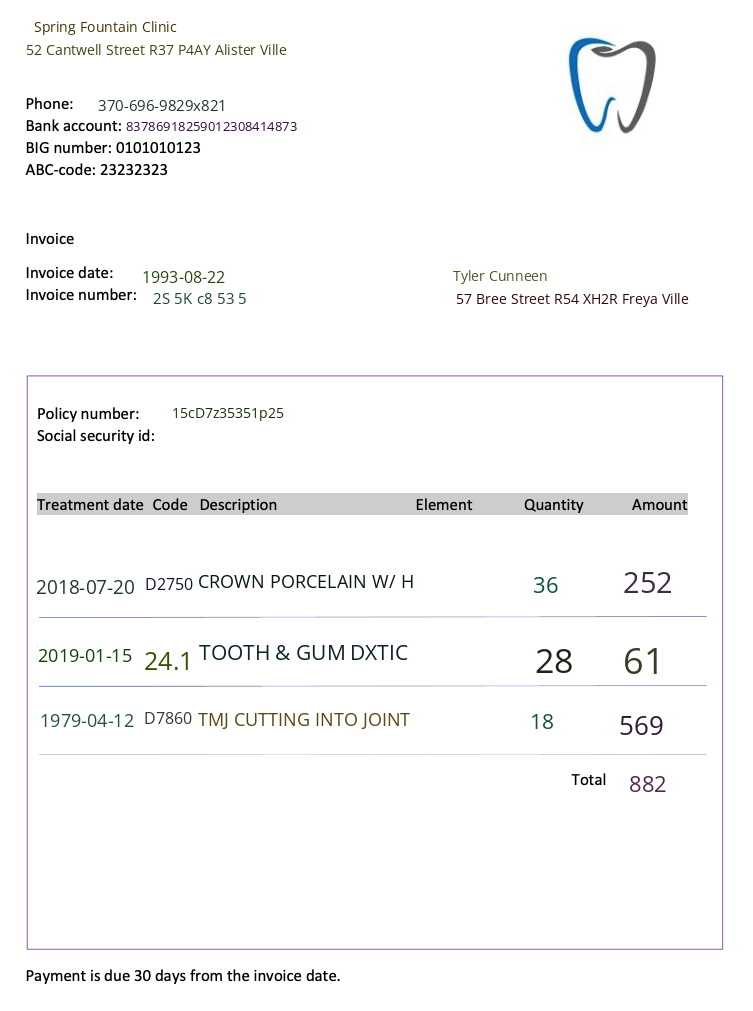 Spring Fountain Clinic
52 Cantwell Street R37 P4AY Alister Ville
Phone: 370-696-9829x821
Bank account: 83786918259012308414873
BIG number: 0101010123
ABC-code: 23232323
Invoice
Invoice date: 1993-08-22
Invoice number: 2S 5K c8 53 5
Tyler Cunneen
57 Bree Street R54 XH2R Freya Ville
Policy number: 15cD7z35351p25
Social security id:
Treatment date Code Description Element Quantity Amount
2018-07-20 D2750 CROWN PORCELAIN W/ H 36 252
2019-01-15 24.1 TOOTH & GUM DXTIC 28 61
1979-04-12 D7860 TMJ CUTTING INTO JOINT 18 569
Total 882
Payment is due 30 days from the invoice date.